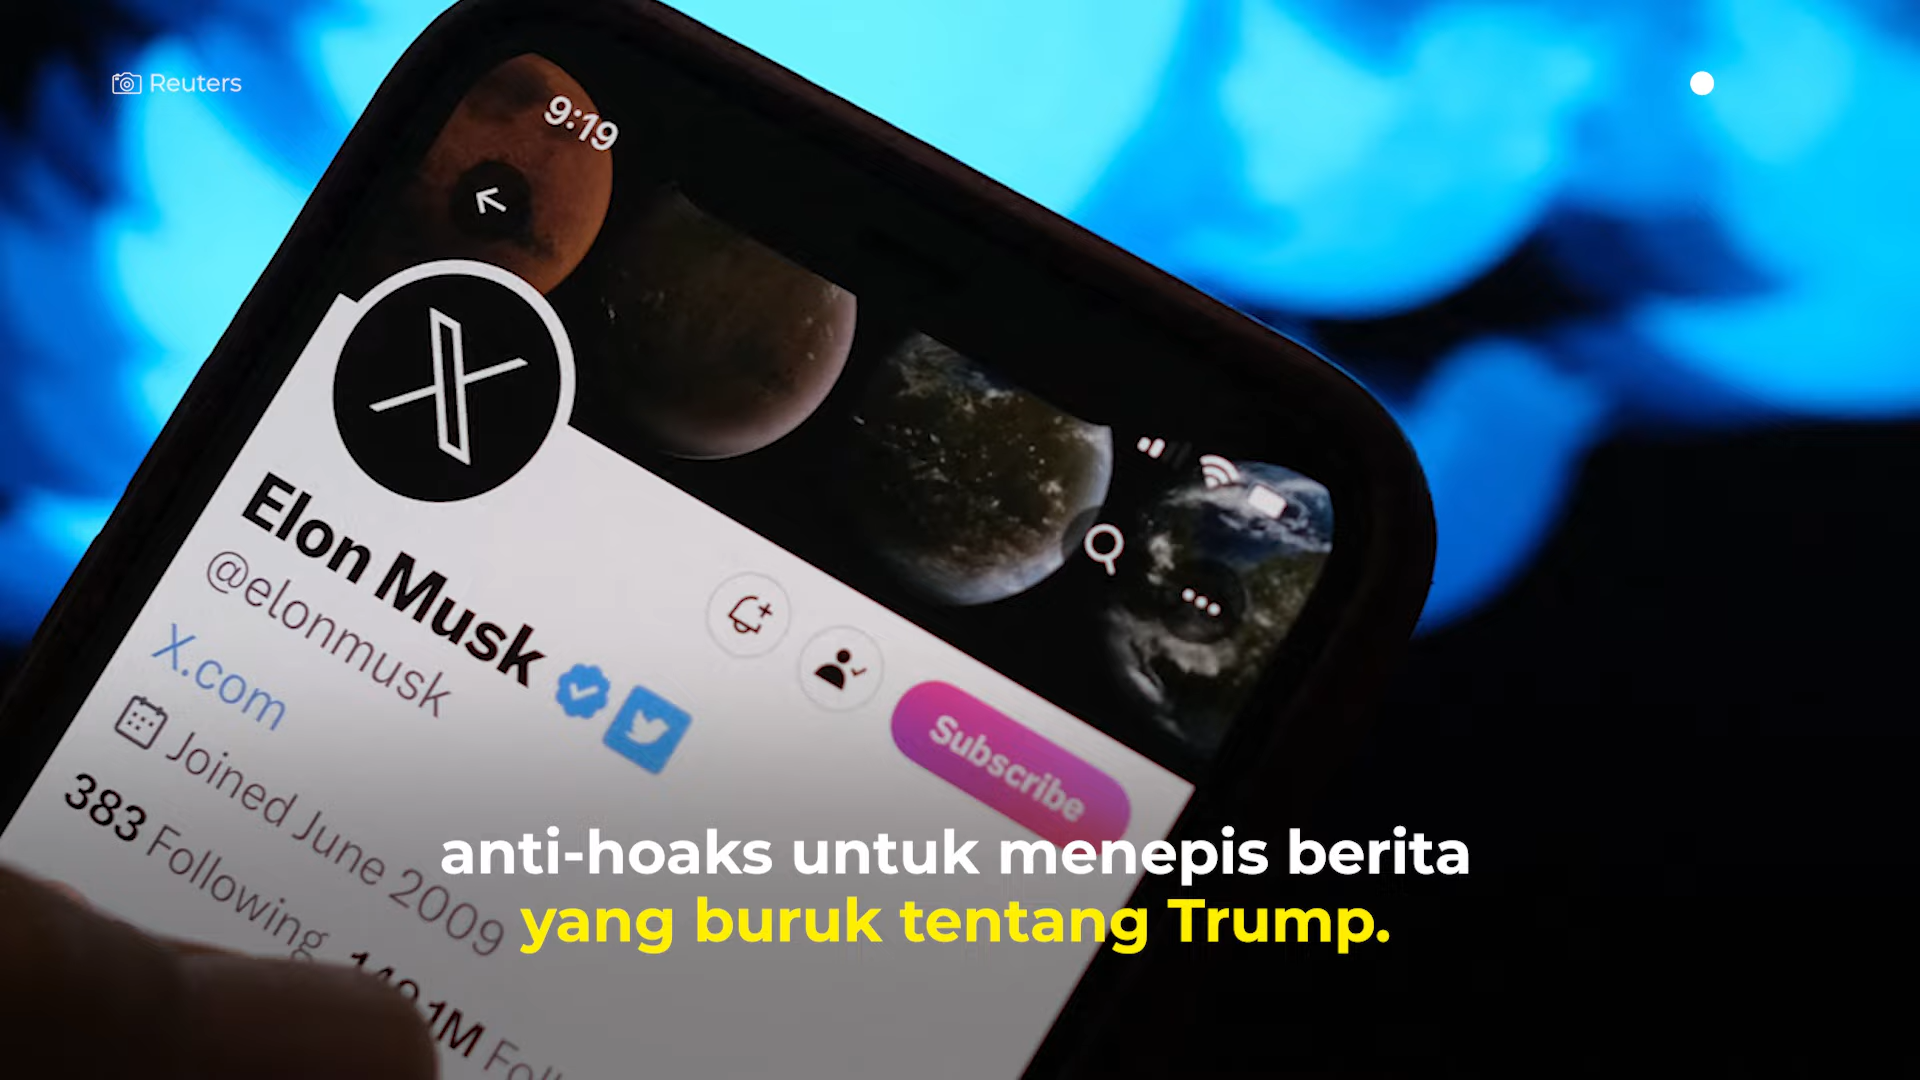 Reuters
9:19
Elon Musk
@elonmusk
X.com
Joined June 2009
383 Following
Subscribe
anti-hoaks untuk menepis berita
yang buruk tentang Trump.